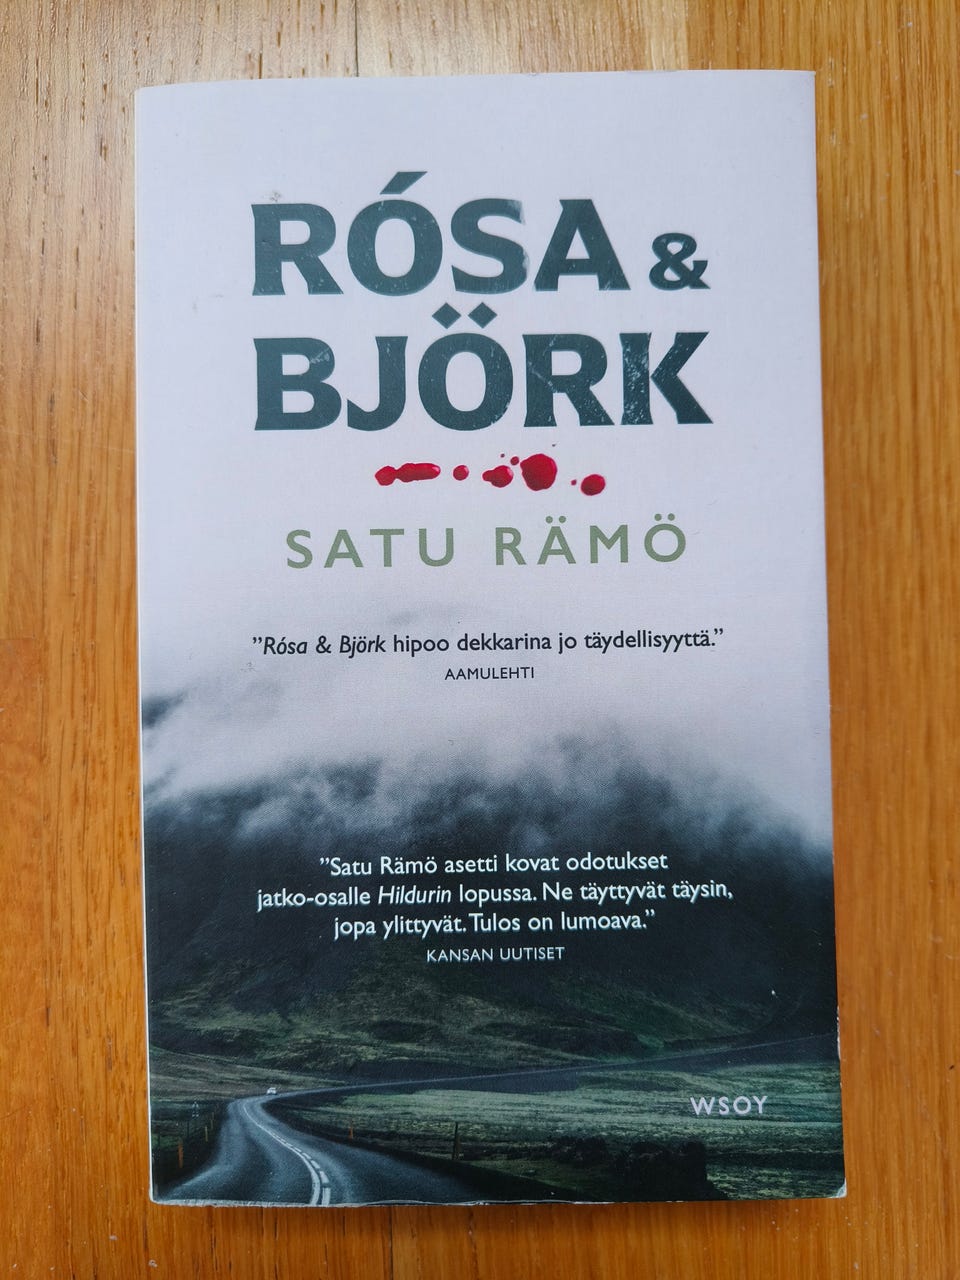 RÓSA &
BJÖRK
SATU RÄMÖ
”Rósa & Björk hipoo dekkarina jo täydellisyyttä.”
AAMULEHTI
”Satu Rämö asetti kovat odotukset
jatko-osalle Hildurin lopussa. Ne täyttyvät täysin,
jopa ylittyvät. Tulos on lumoava.”
KANSAN UUTISET
WSOY